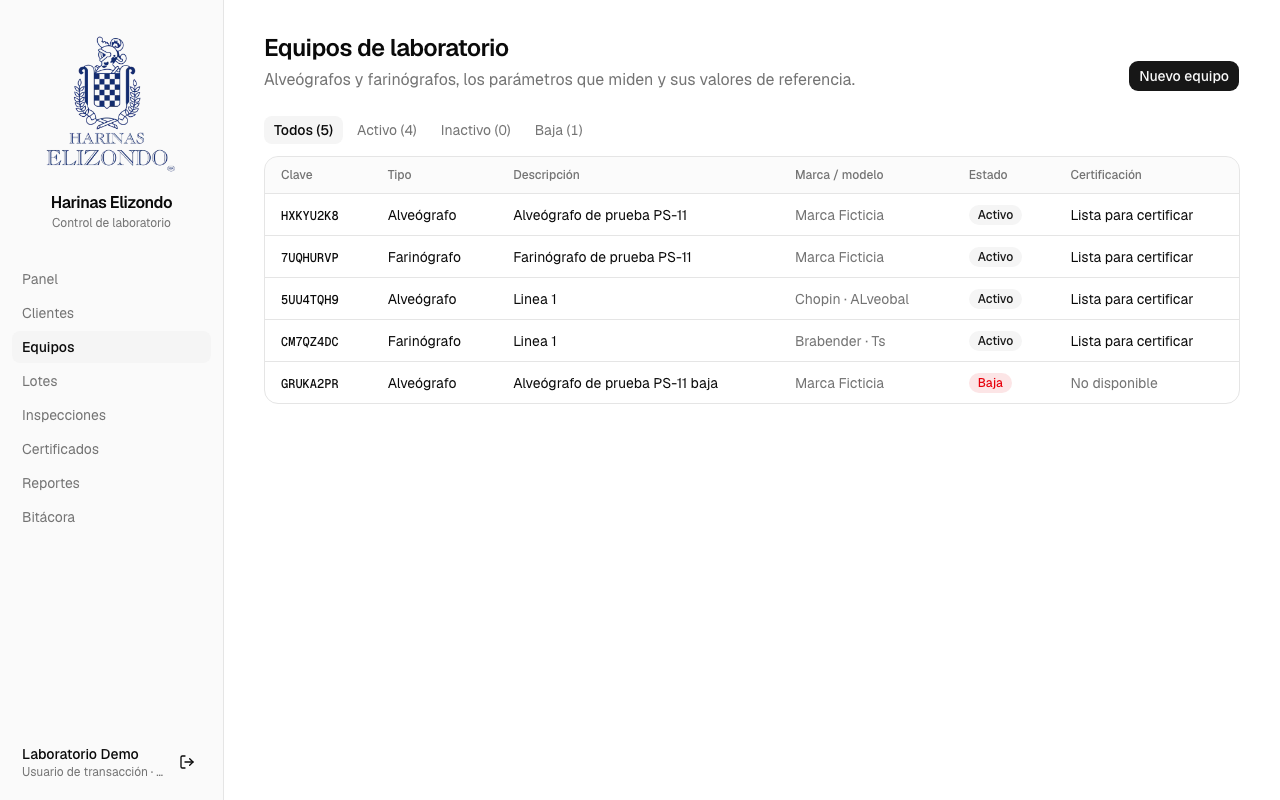 HARINAS
ELIZONDO
Harinas Elizondo
Control de laboratorio
Panel
Clientes
Equipos
Lotes
Inspecciones
Certificados
Reportes
Bitácora
Laboratorio Demo
Usuario de transacción · ...
Equipos de laboratorio
Alveógrafos y farinógrafos, los parámetros que miden y sus valores de referencia.
Nuevo equipo
Todos (5) Activo (4) Inactivo (0) Baja (1)
Clave Tipo Descripción Marca / modelo Estado Certificación
HXKYU2K8 Alveógrafo Alveógrafo de prueba PS-11 Marca Ficticia Activo Lista para certificar
7UQHURVP Farinógrafo Farinógrafo de prueba PS-11 Marca Ficticia Activo Lista para certificar
5UU4TQH9 Alveógrafo Linea 1 Chopin · ALveobal Activo Lista para certificar
CM7QZ4DC Farinógrafo Linea 1 Brabender · Ts Activo Lista para certificar
GRUKA2PR Alveógrafo Alveógrafo de prueba PS-11 baja Marca Ficticia Baja No disponible